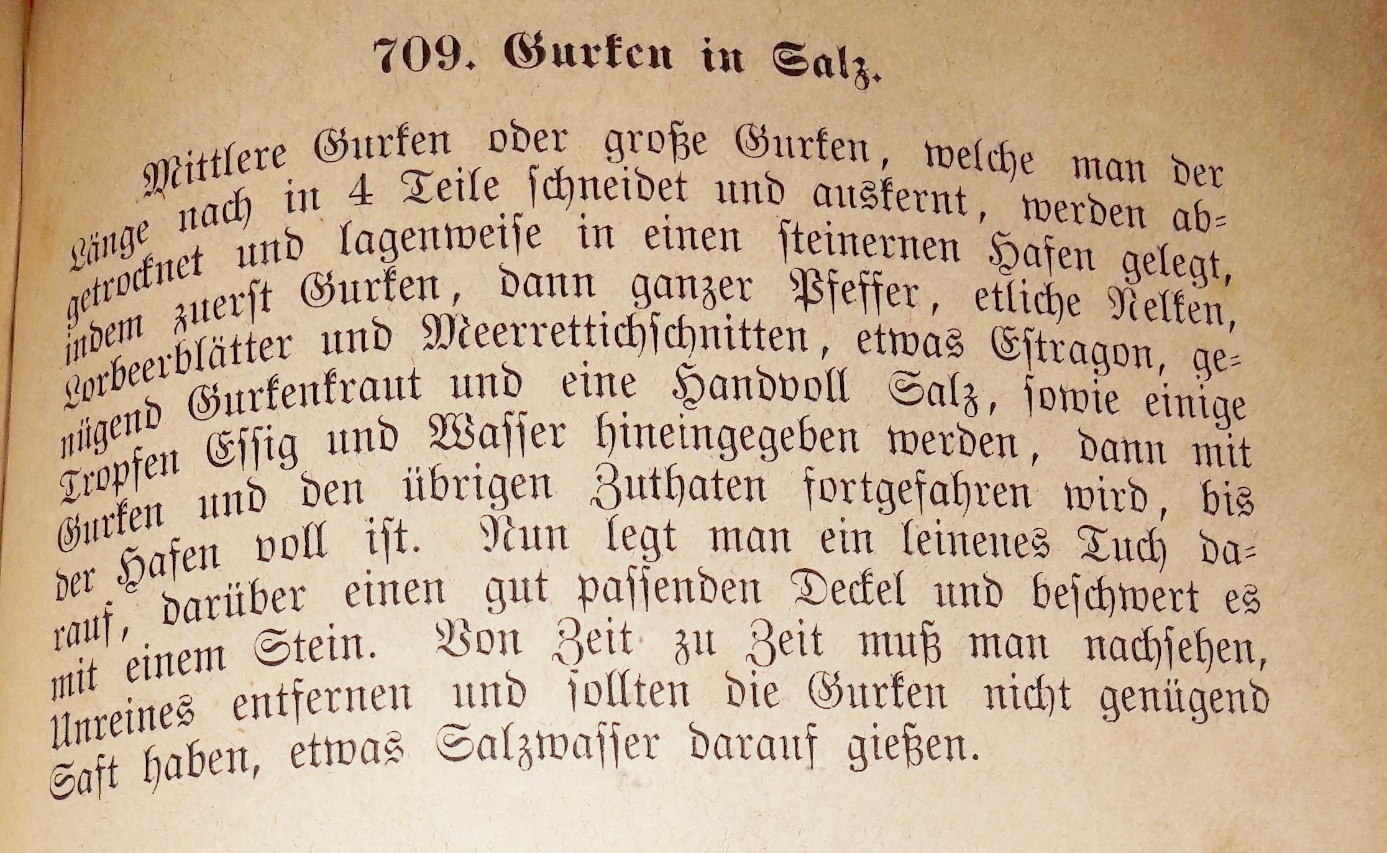 709. Gurken in Salz.
Mittlere Gurken oder große Gurken, welche man der
Länge nach in 4 Teile schneidet und auskernt, werden ab-
getrocknet und lagenweise in einen steinernen Hafen gelegt,
indem zuerst Gurken, dann ganzer Pfeffer, etliche Nelken,
Lorbeerblätter und Meerrettichschnitten, etwas Estragon, ge-
nügend Gurkenkraut und eine Handvoll Salz, sowie einige
Tropfen Essig und Wasser hineingegeben werden, dann mit
Gurken und den übrigen Zuthaten fortgefahren wird, bis
der Hafen voll ist. Nun legt man ein leinenes Tuch da-
rauf, darüber einen gut passenden Deckel und beschwert es
mit einem Stein. Von Zeit zu Zeit muß man nachsehen,
Unreines entfernen und sollten die Gurken nicht genügend
Saft haben, etwas Salzwasser darauf gießen.